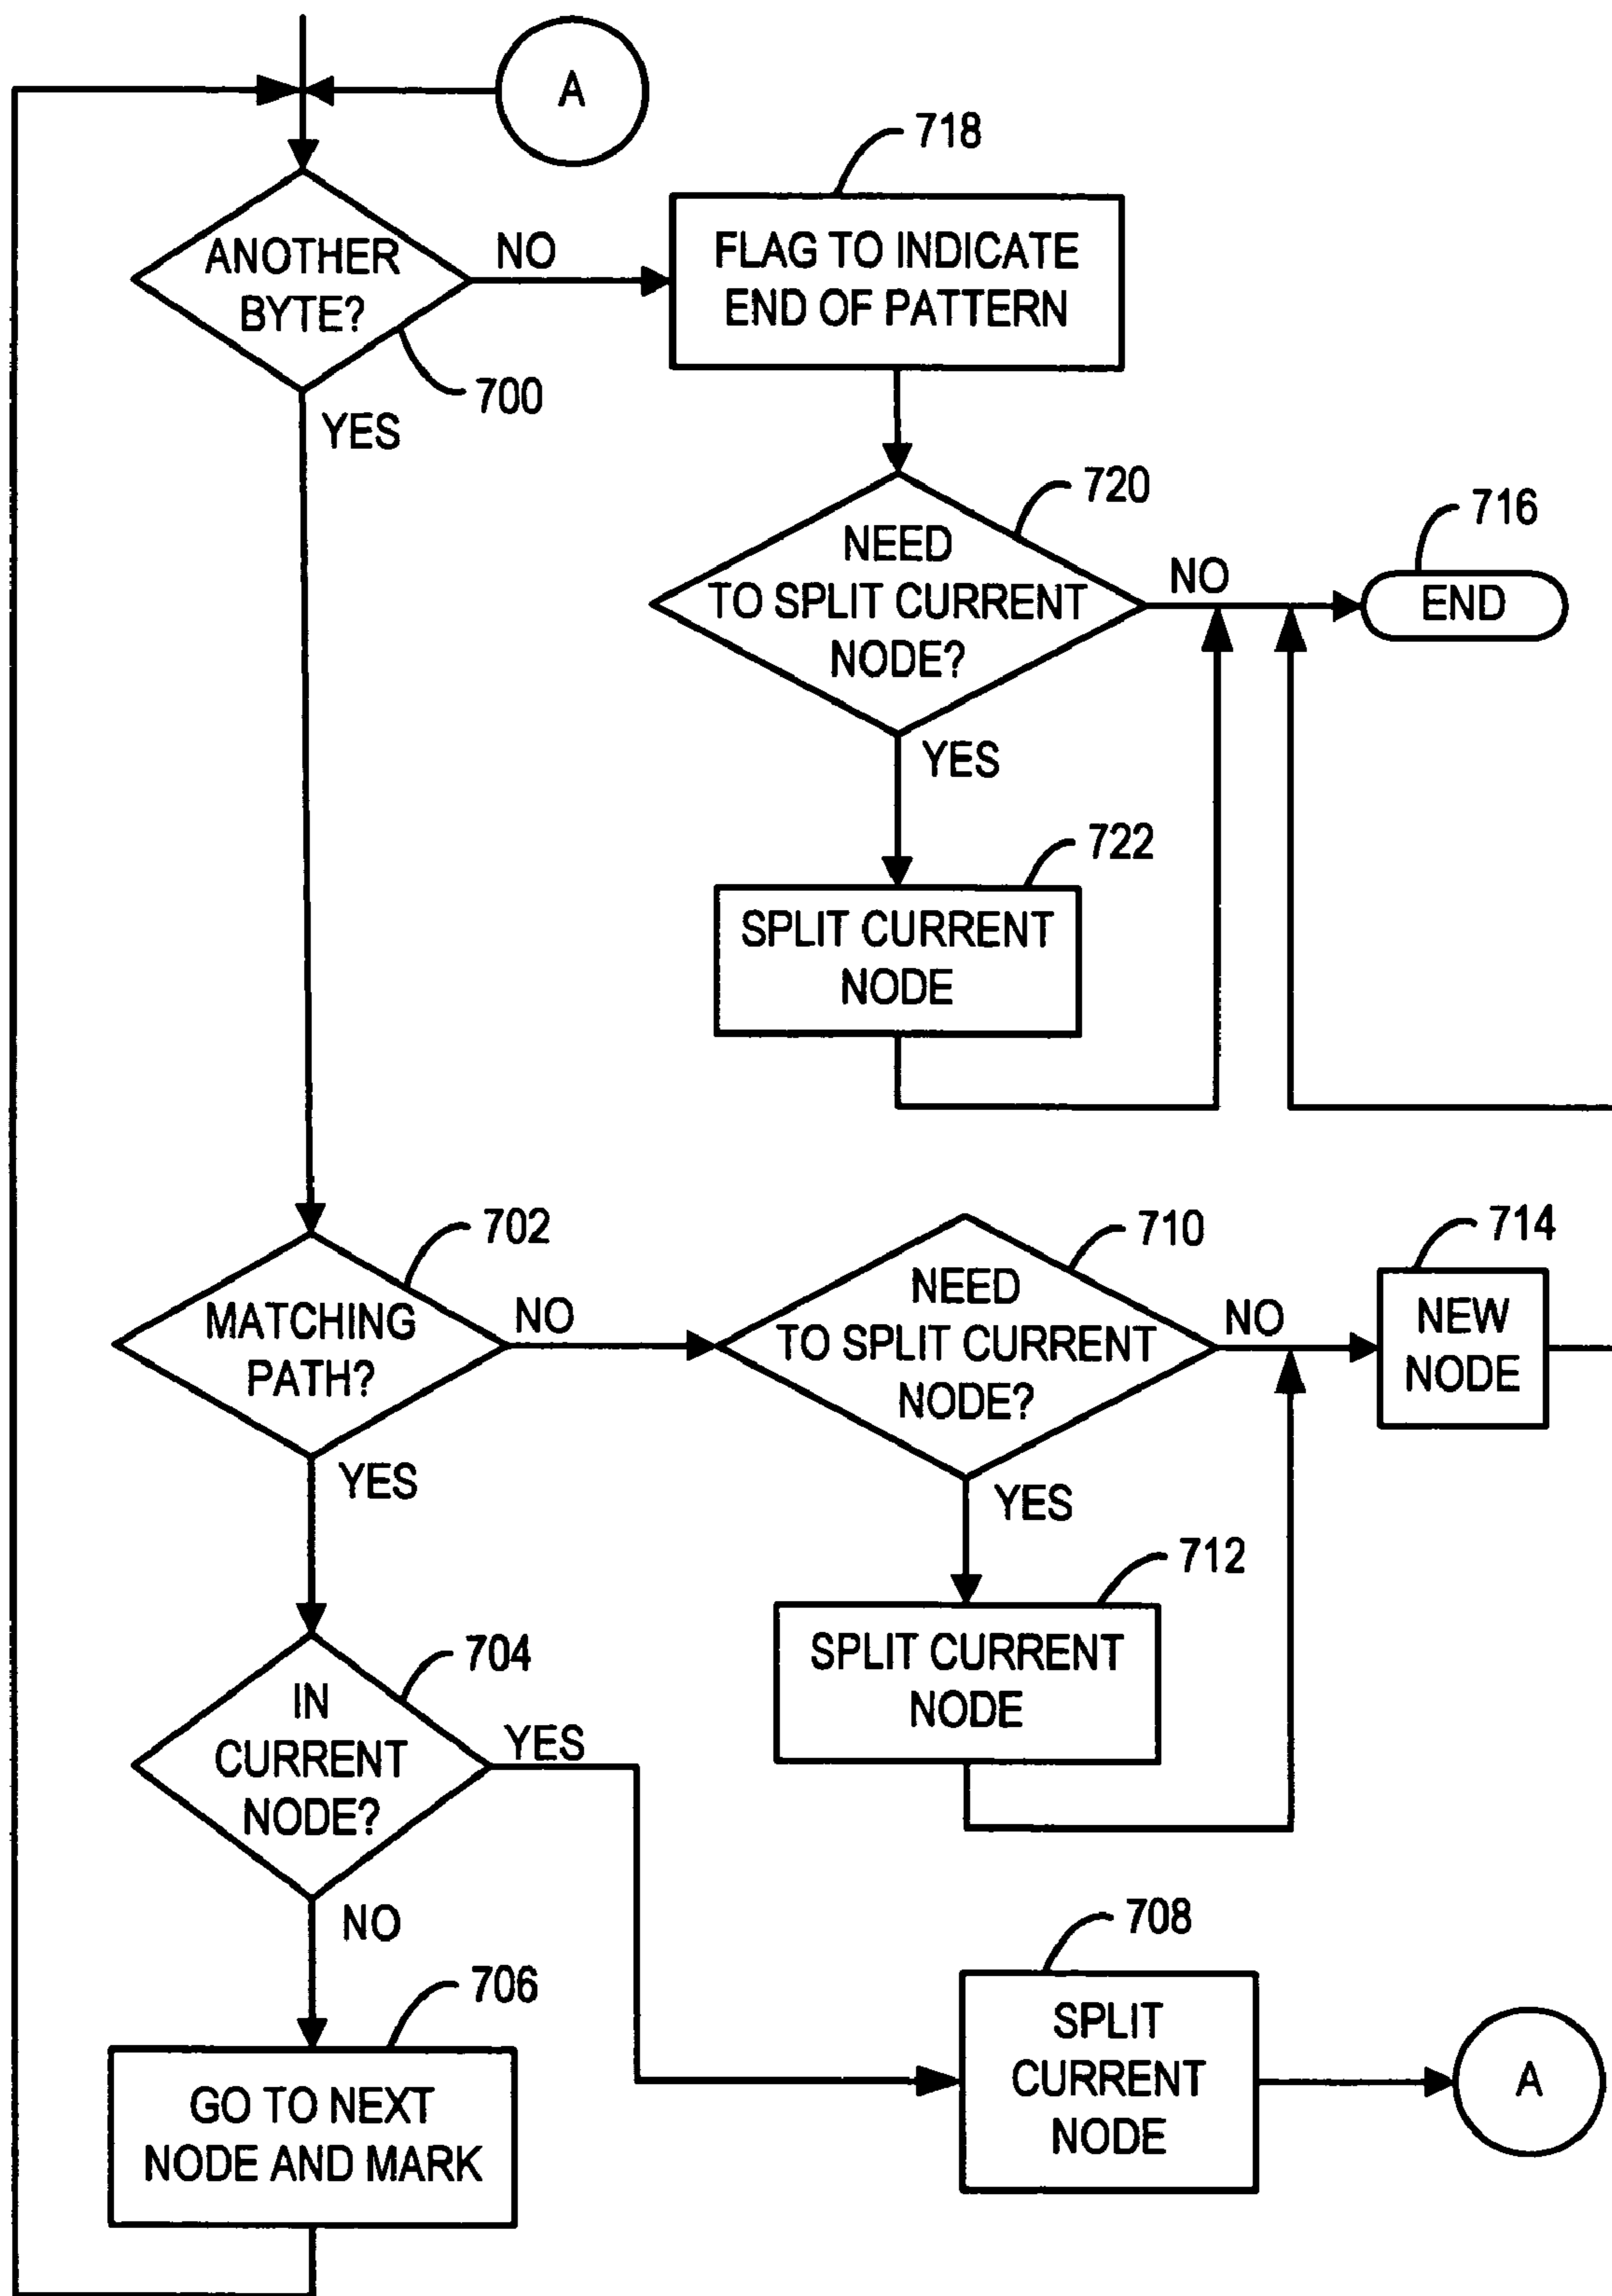 A
718
ANOTHER
BYTE?
NO
FLAG TO INDICATE
END OF PATTERN
700
YES
720
NEED
TO SPLIT CURRENT
NODE?
NO
716
END
YES
722
SPLIT CURRENT
NODE
702
MATCHING
PATH?
NO
710
NEED
TO SPLIT CURRENT
NODE?
NO
714
NEW
NODE
YES
YES
712
SPLIT CURRENT
NODE
704
IN
CURRENT
NODE?
YES
NO
708
SPLIT
CURRENT
NODE
A
706
GO TO NEXT
NODE AND MARK